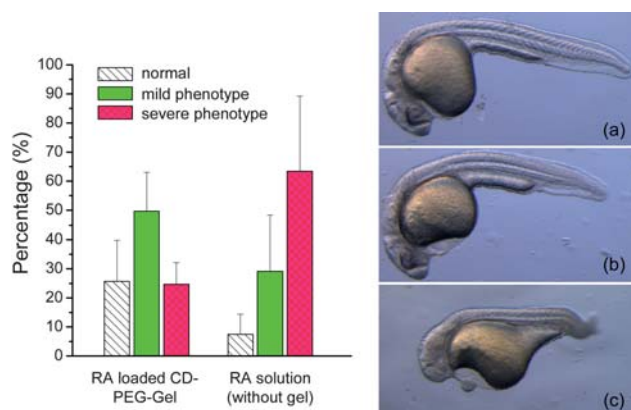 100
90
80
70
60
50
40
30
20
10
0
Percentage (%)
normal
mild phenotype
severe phenotype
RA loaded CD-
PEG-Gel
RA solution
(without gel)
(a)
(b)
(c)